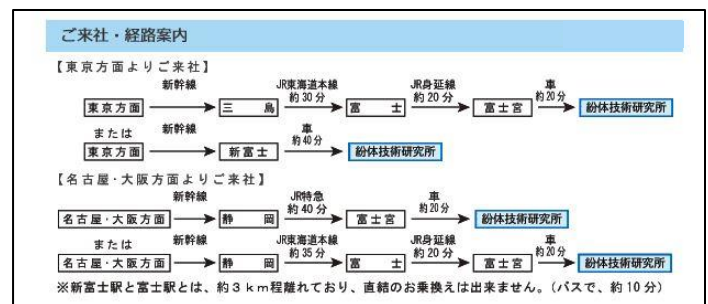 ご来社・経路案内
【東京方面よりご来社】
新幹線 JR東海道本線 JR身延線 車
約30分 約20分 約20分
東京方面 三島 富士 富士宮 紛体技術研究所
または 新幹線 車
約40分
東京方面 新富士 紛体技術研究所
【名古屋・大阪方面よりご来社】
新幹線 JR特急 車
約40分 約20分
名古屋・大阪方面 静岡 富士宮 紛体技術研究所
または 新幹線 JR東海道本線 JR身延線 車
約35分 約20分 約20分
名古屋・大阪方面 静岡 富士 富士宮 紛体技術研究所
※新富士駅と富士駅とは、約3km程離れており、直結のお乗換えは出来ません。(バスで、約10分)